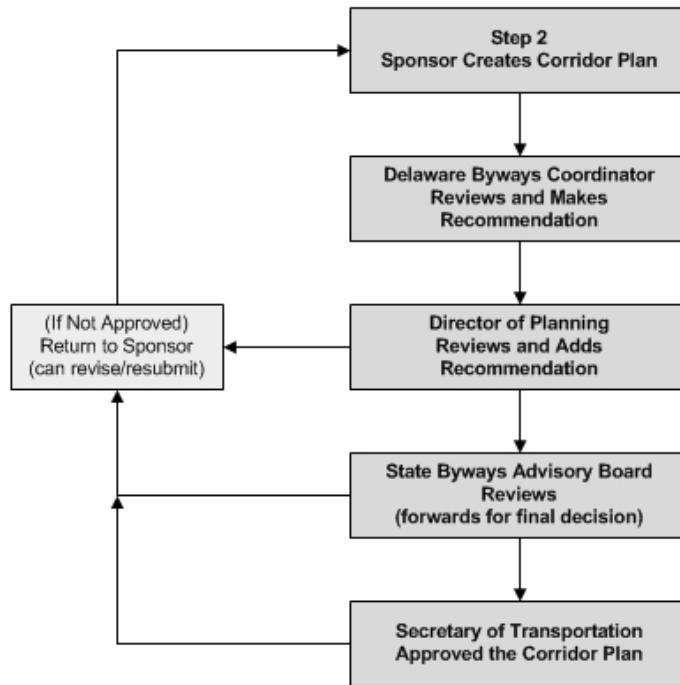 Step 2
Sponsor Creates Corridor Plan
Delaware Byways Coordinator
Reviews and Makes
Recommendation
(If Not Approved)
Return to Sponsor
(can revise/resubmit)
Director of Planning
Reviews and Adds
Recommendation
State Byways Advisory Board
Reviews
(forwards for final decision)
Secretary of Transportation
Approved the Corridor Plan